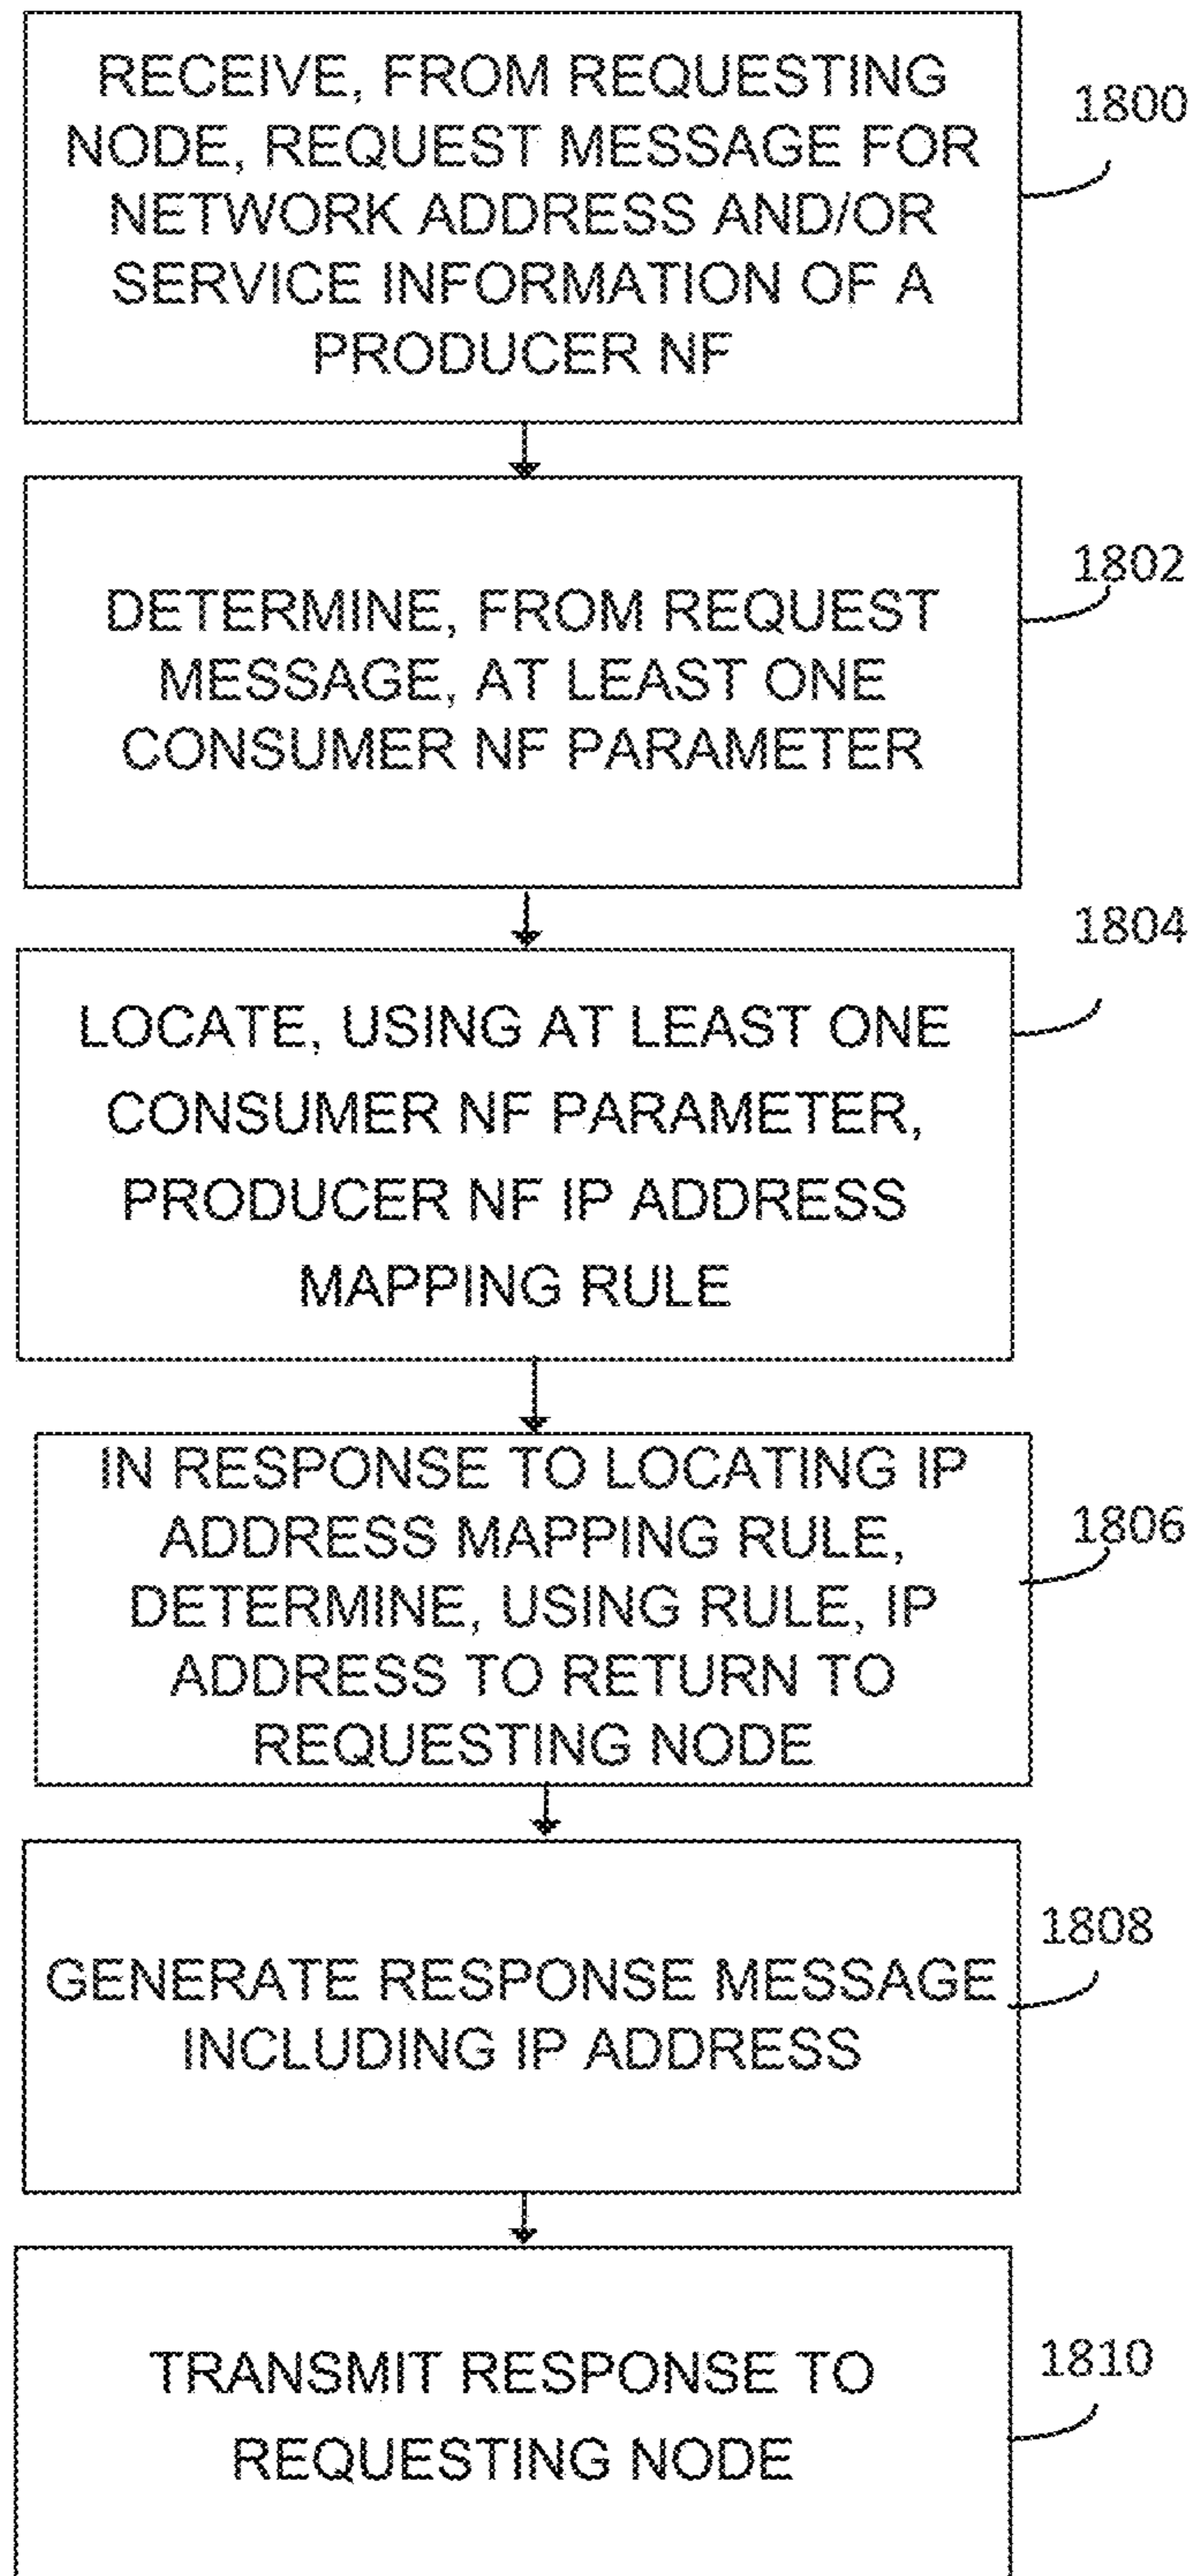 RECEIVE, FROM REQUESTING
NODE, REQUEST MESSAGE FOR
NETWORK ADDRESS AND/OR
SERVICE INFORMATION OF A
PRODUCER NF
1800
DETERMINE, FROM REQUEST
MESSAGE, AT LEAST ONE
CONSUMER NF PARAMETER
1802
LOCATE, USING AT LEAST ONE
CONSUMER NF PARAMETER,
PRODUCER NF IP ADDRESS
MAPPING RULE
1804
IN RESPONSE TO LOCATING IP
ADDRESS MAPPING RULE,
DETERMINE, USING RULE, IP
ADDRESS TO RETURN TO
REQUESTING NODE
1806
GENERATE RESPONSE MESSAGE
INCLUDING IP ADDRESS
1808
TRANSMIT RESPONSE TO
REQUESTING NODE
1810